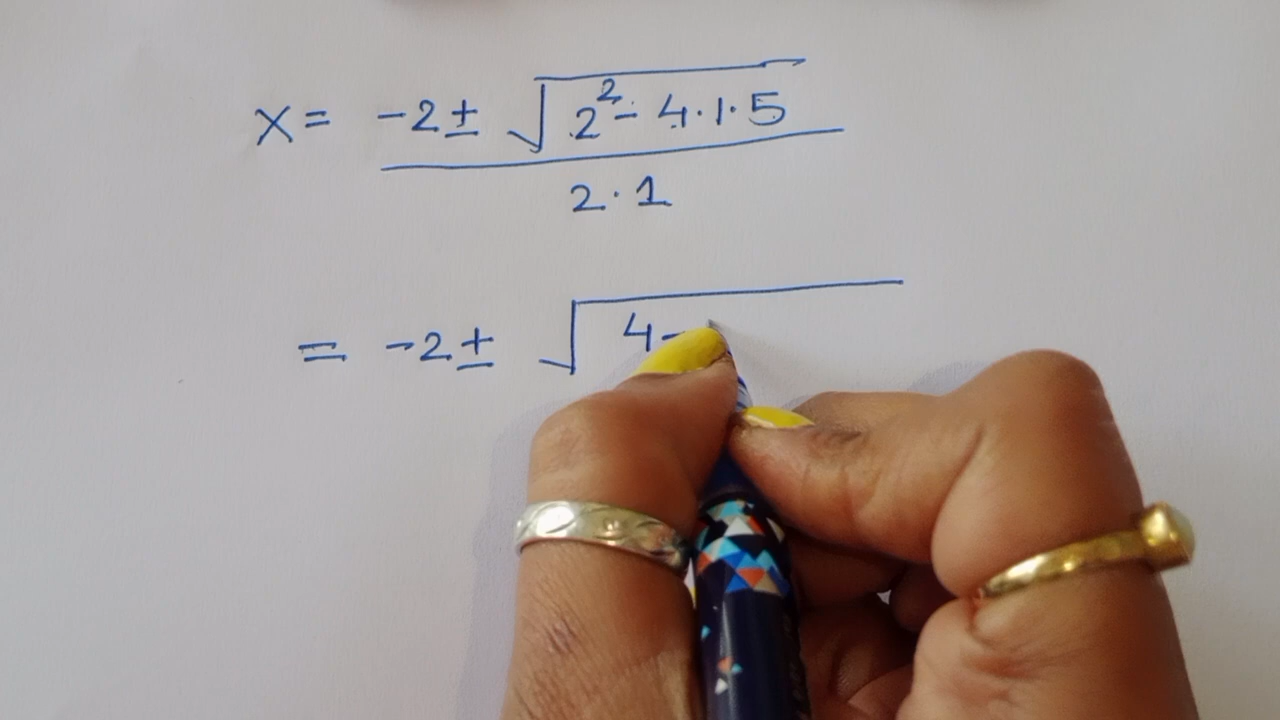 x = -2 ± √2² - 4·1·5
2·1
= -2 ± √4 -